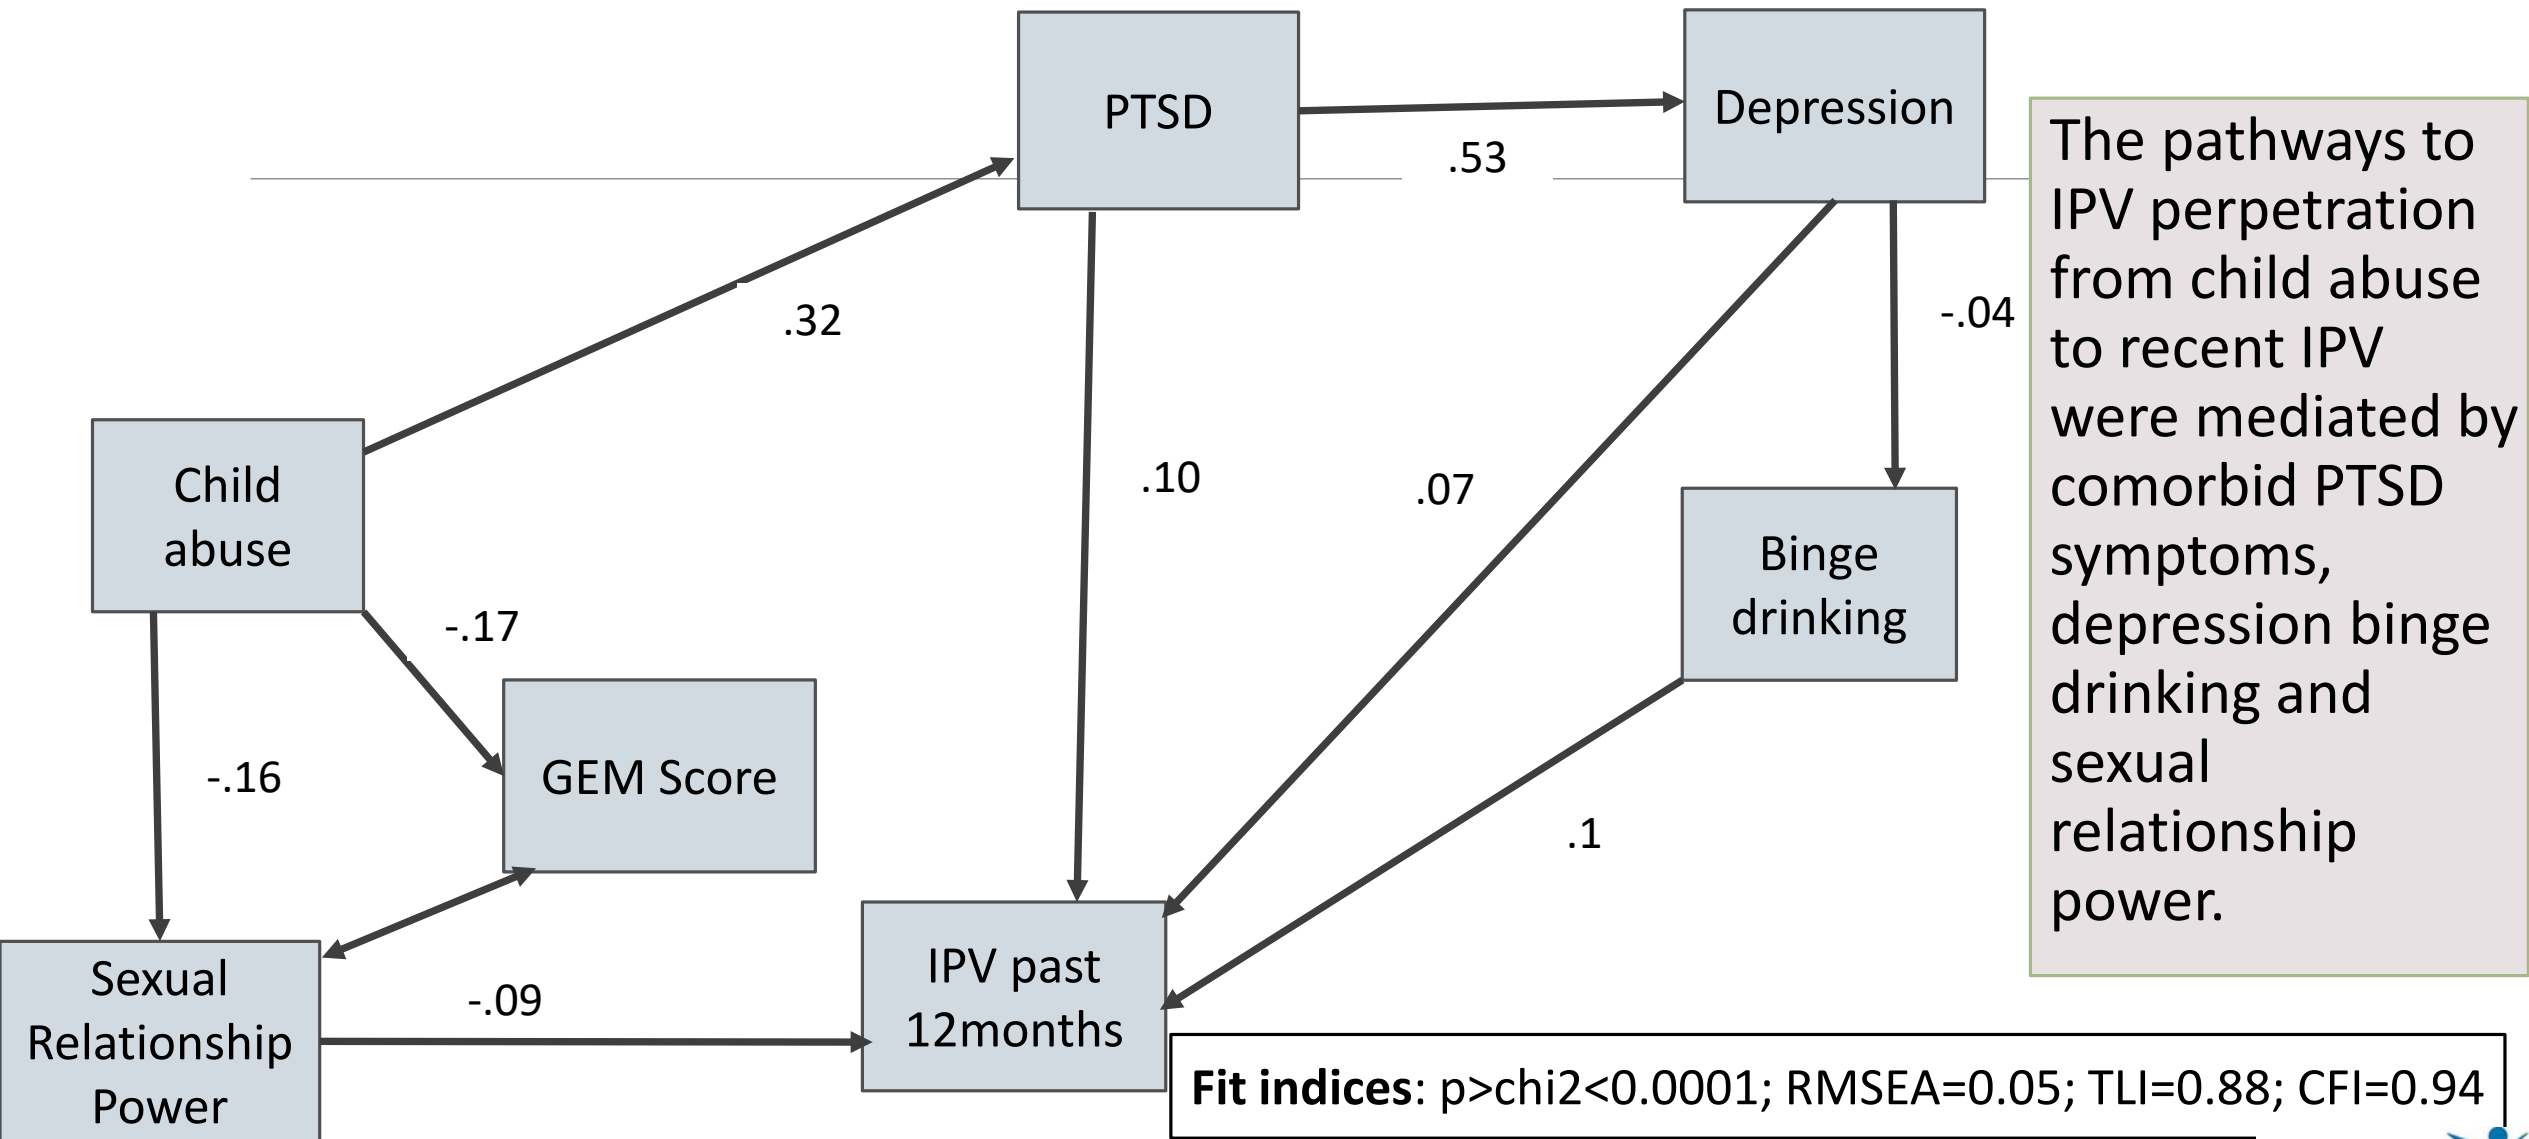 PTSD
Depression
.53
The pathways to
IPV perpetration
from child abuse
to recent IPV
were mediated by
comorbid PTSD
symptoms,
depression binge
drinking and
sexual
relationship
power.
.32
-.04
Child
abuse
.10
.07
Binge
drinking
-.17
-.16
GEM Score
.1
Sexual
Relationship
Power
-.09
IPV past
12months
Fit indices: p>chi2<0.0001; RMSEA=0.05; TLI=0.88; CFI=0.94